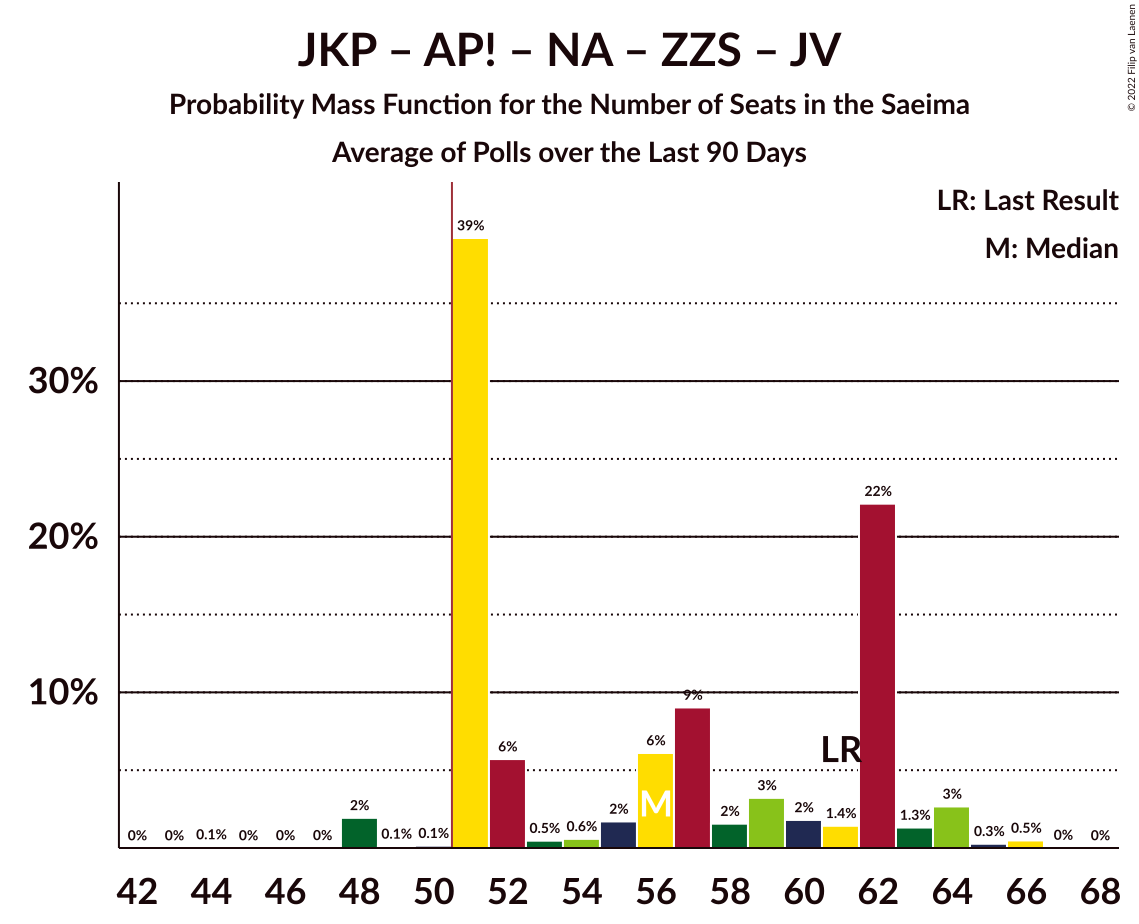 JKP – AP! – NA – ZZS – JV
Probability Mass Function for the Number of Seats in the Saeima
Average of Polls over the Last 90 Days
© 2022 Filip van Laenen
LR: Last Result
M: Median
30%
20%
10%
0% 0% 0.1% 0% 0% 0% 2% 0.1% 0.1% 39% 6% 0.5% 0.6% 2% 6% 9% 2% 3% 2% 1.4% 22% 1.3% 3% 0.3% 0.5% 0% 0%
M
LR
42 44 46 48 50 52 54 56 58 60 62 64 66 68